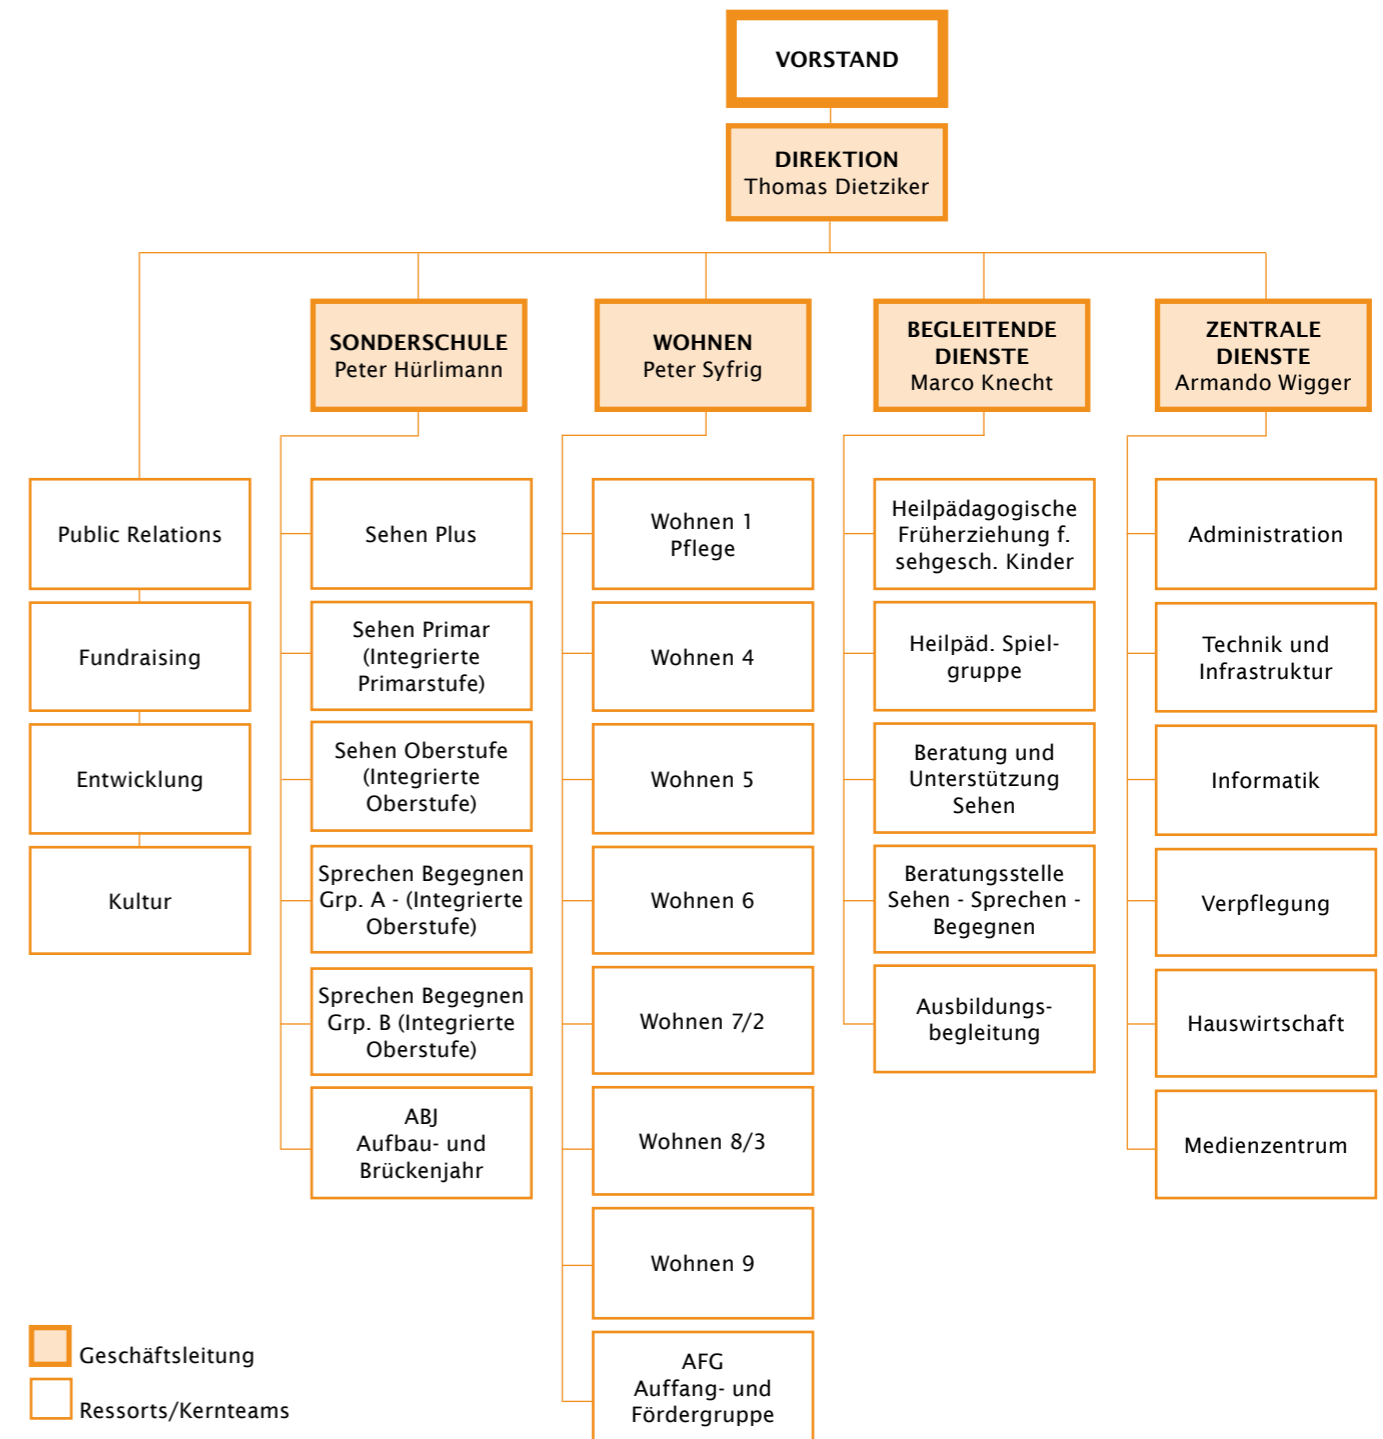 VORSTAND
DIREKTION
Thomas Dietziker
SONDERSCHULE
Peter Hürlimann
WOHNEN
Peter Syfrig
BEGLEITENDE
DIENSTE
Marco Knecht
ZENTRALE
DIENSTE
Armando Wigger
Public Relations
Fundraising
Entwicklung
Kultur
Sehen Plus
Sehen Primar
(Integrierte
Primarstufe)
Sehen Oberstufe
(Integrierte
Oberstufe)
Sprechen Begegnen
Grp. A - (Integrierte
Oberstufe)
Sprechen Begegnen
Grp. B (Integrierte
Oberstufe)
ABJ
Aufbau- und
Brückenjahr
Wohnen 1
Pflege
Wohnen 4
Wohnen 5
Wohnen 6
Wohnen 7/2
Wohnen 8/3
Wohnen 9
AFG
Auffang- und
Fördergruppe
Heilpädagogische
Früherziehung f.
sehgesch. Kinder
Heilpäd. Spiel-
gruppe
Beratung und
Unterstützung
Sehen
Beratungsstelle
Sehen - Sprechen -
Begegnen
Ausbildungs-
begleitung
Administration
Technik und
Infrastruktur
Informatik
Verpflegung
Hauswirtschaft
Medienzentrum
Geschäftsleitung
Ressorts/Kernteams